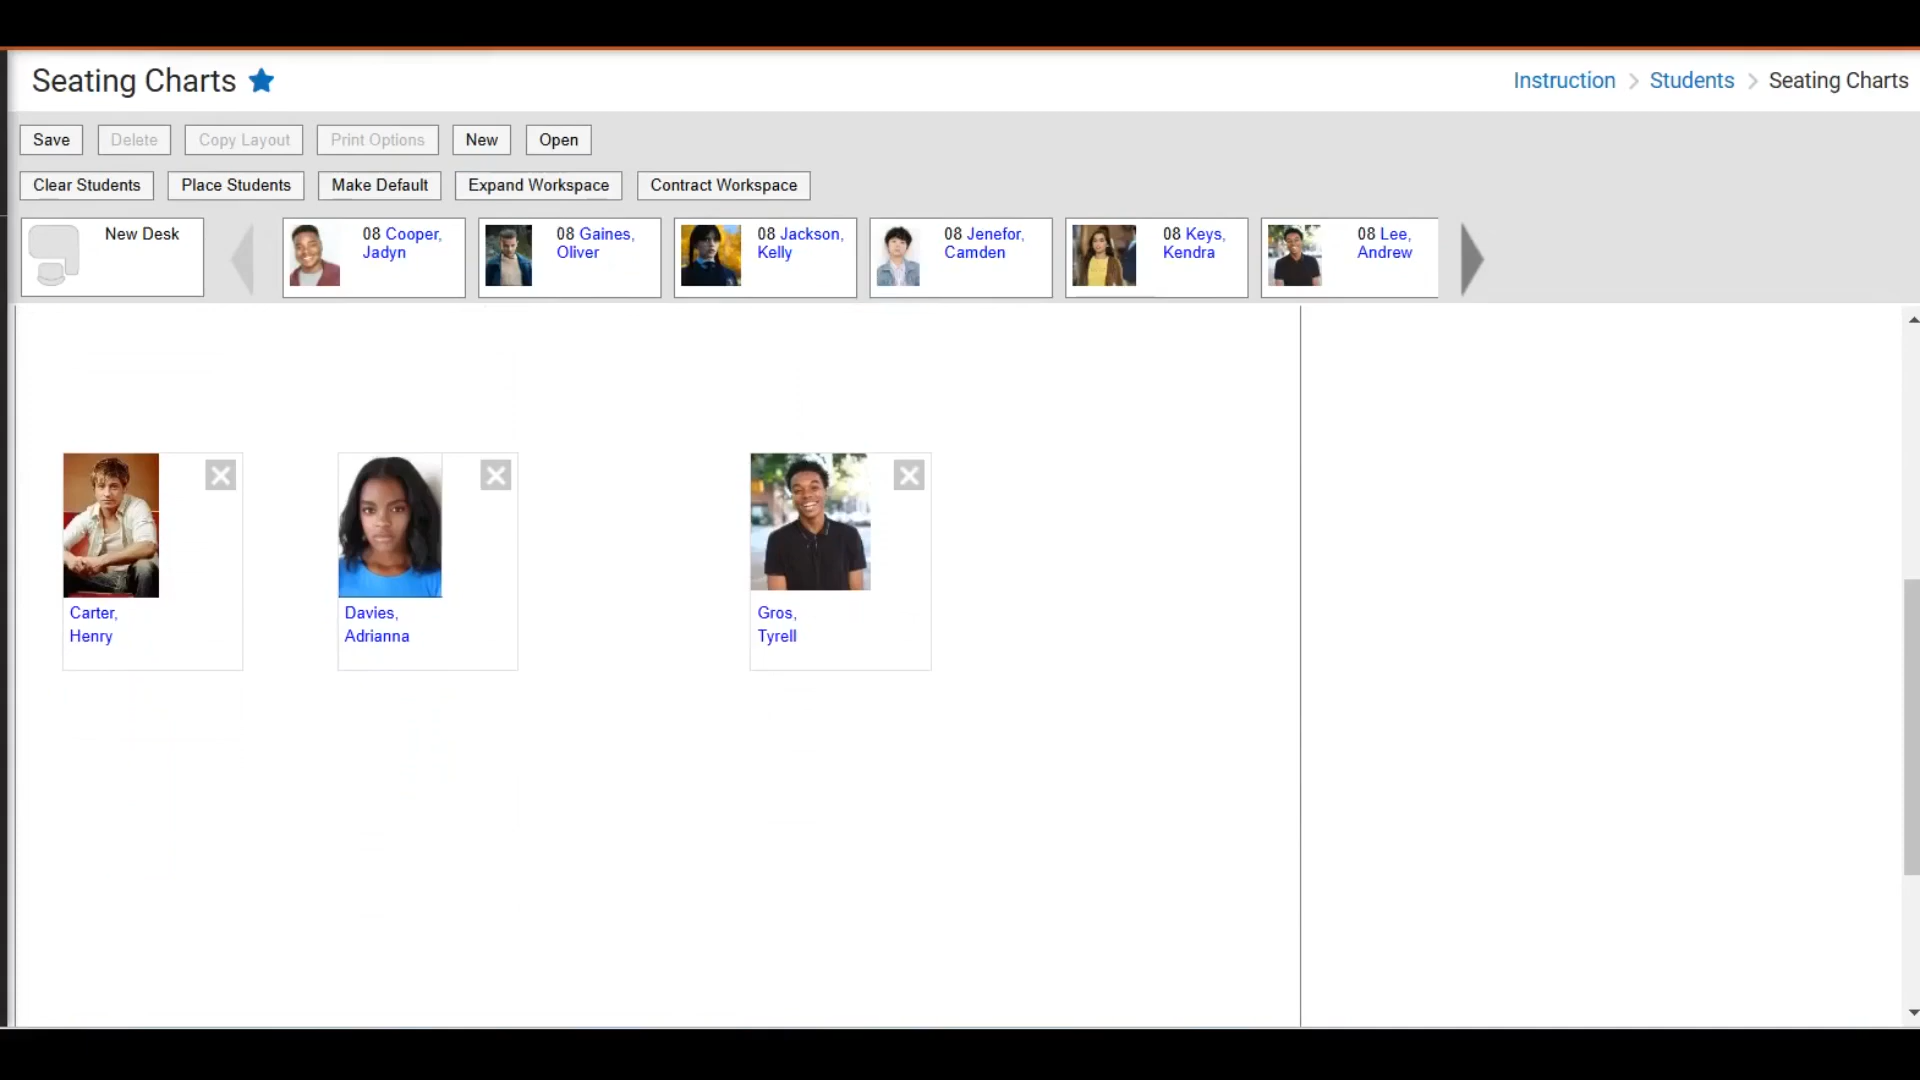 Seating Charts
Instruction > Students > Seating Charts
Save Delete Copy Layout Print Options New Open
Clear Students Place Students Make Default Expand Workspace Contract Workspace
New Desk
08 Cooper,
Jadyn
08 Gaines,
Oliver
08 Jackson,
Kelly
08 Jenefor,
Camden
08 Keys,
Kendra
08 Lee,
Andrew
Carter,
Henry
Davies,
Adrianna
Gros,
Tyrell